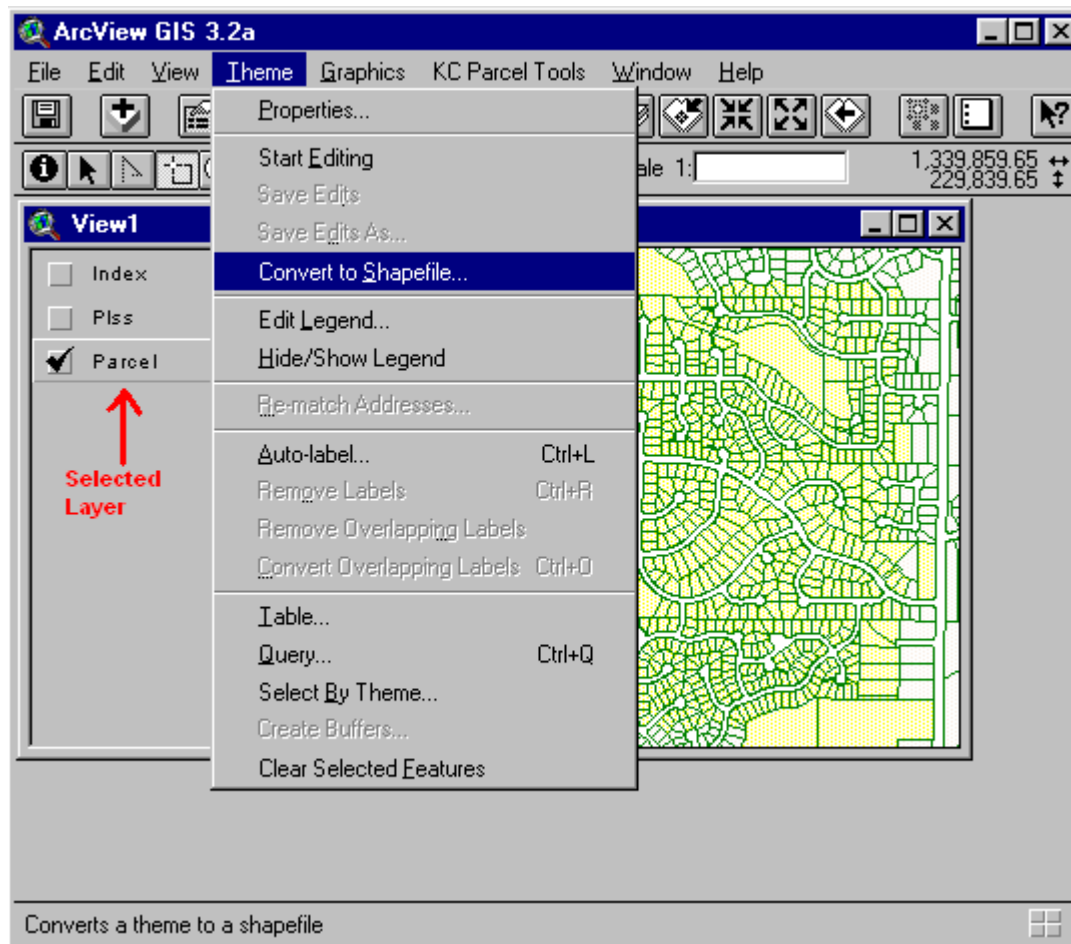 ArcView GIS 3.2a
File Edit View Theme Graphics KC Parcel Tools Window Help
ale 1:
1,339,859.65
229,839.65
View1
Index
Plss
Parcel
Selected
Layer
Properties...
Start Editing
Save Edits
Save Edits As...
Convert to Shapefile...
Edit Legend...
Hide/Show Legend
Re-match Addresses...
Auto-label... Ctrl+L
Remove Labels Ctrl+R
Remove Overlapping Labels
Convert Overlapping Labels Ctrl+O
Table...
Query... Ctrl+Q
Select By Theme...
Create Buffers...
Clear Selected Features
Converts a theme to a shapefile